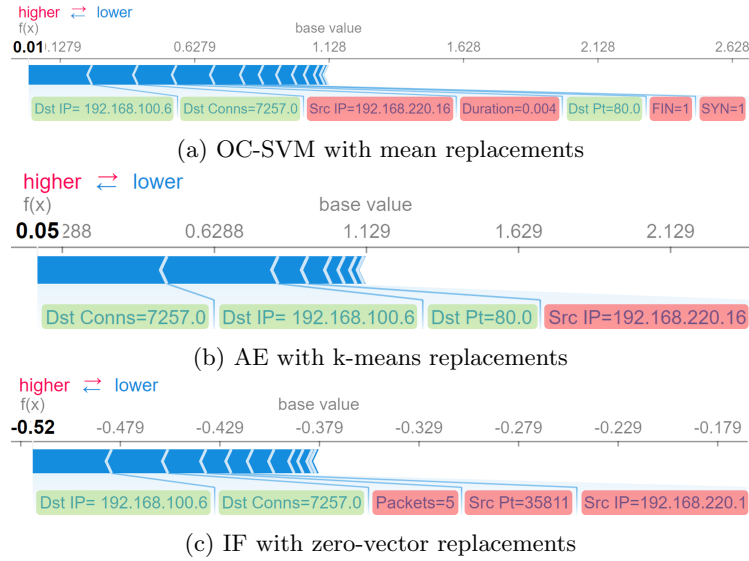 higher ⇄ lower
f(x) base value
0.01 .1279 0.6279 1.128 1.628 2.128 2.628
Dst IP= 192.168.100.6 Dst Conns=7257.0 Src IP=192.168.220.16 Duration=0.004 Dst Pt=80.0 FIN=1 SYN=1
(a) OC-SVM with mean replacements
higher ⇄ lower
f(x) base value
0.05 288 0.6288 1.129 1.629 2.129
Dst Conns=7257.0 Dst IP= 192.168.100.6 Dst Pt=80.0 Src IP=192.168.220.16
(b) AE with k-means replacements
higher ⇄ lower
f(x) base value
-0.52 -0.479 -0.429 -0.379 -0.329 -0.279 -0.229 -0.179
Dst IP= 192.168.100.6 Dst Conns=7257.0 Packets=5 Src Pt=35811 Src IP=192.168.220.1
(c) IF with zero-vector replacements